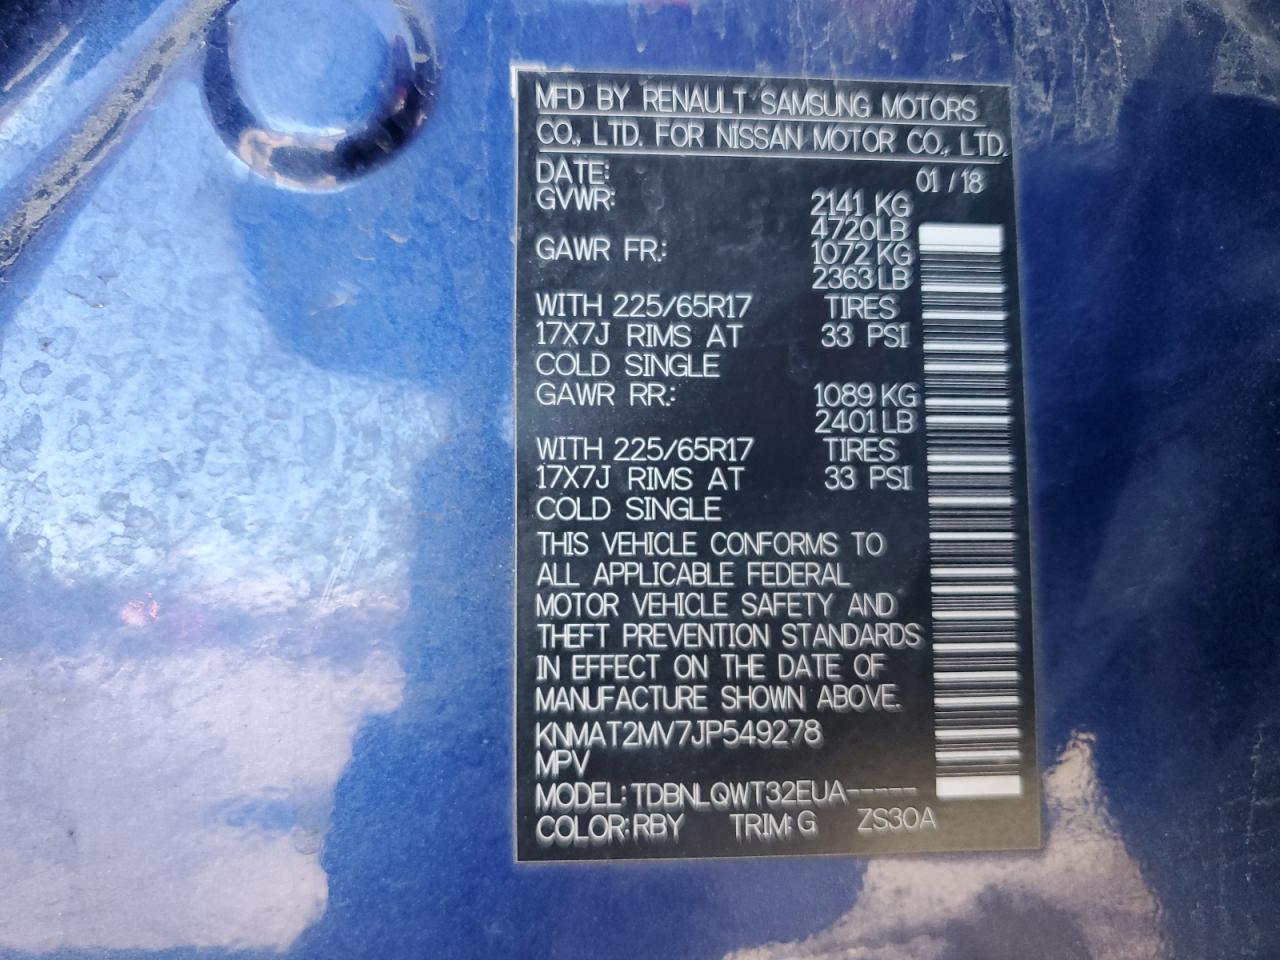 MFD BY RENAULT SAMSUNG MOTORS
CO., LTD. FOR NISSAN MOTOR CO., LTD.
DATE: 01 / 18
GVWR: 2141 KG
4720LB
GAWR FR.: 1072 KG
2363 LB
WITH 225/65R17 TIRES
17X7J RIMS AT 33 PSI
COLD SINGLE
GAWR RR.: 1089 KG
2401 LB
WITH 225/65R17 TIRES
17X7J RIMS AT 33 PSI
COLD SINGLE
THIS VEHICLE CONFORMS TO
ALL APPLICABLE FEDERAL
MOTOR VEHICLE SAFETY AND
THEFT PREVENTION STANDARDS
IN EFFECT ON THE DATE OF
MANUFACTURE SHOWN ABOVE.
KNMAT2MV7JP549278
MPV
MODEL: TDBNLQWT32EUA-----
COLOR: RBY TRIM: G ZS30A